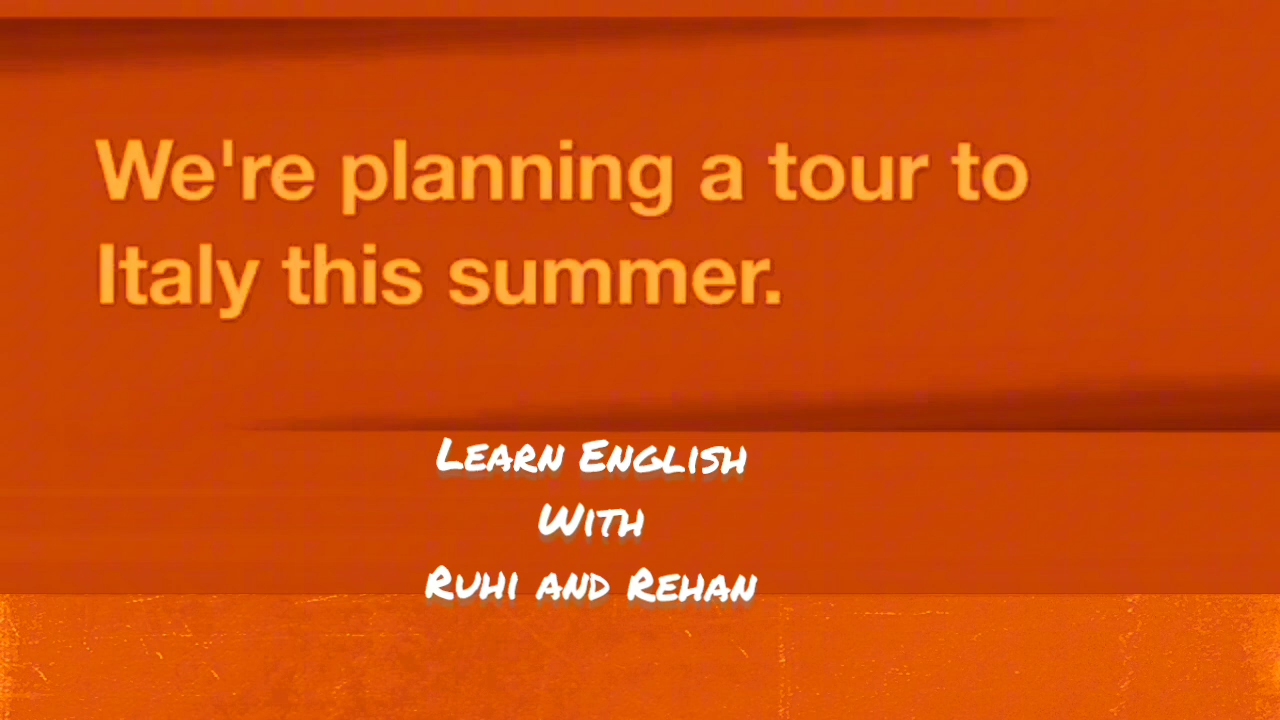 We're planning a tour to
Italy this summer.
Learn English
With
Ruhi and Rehan